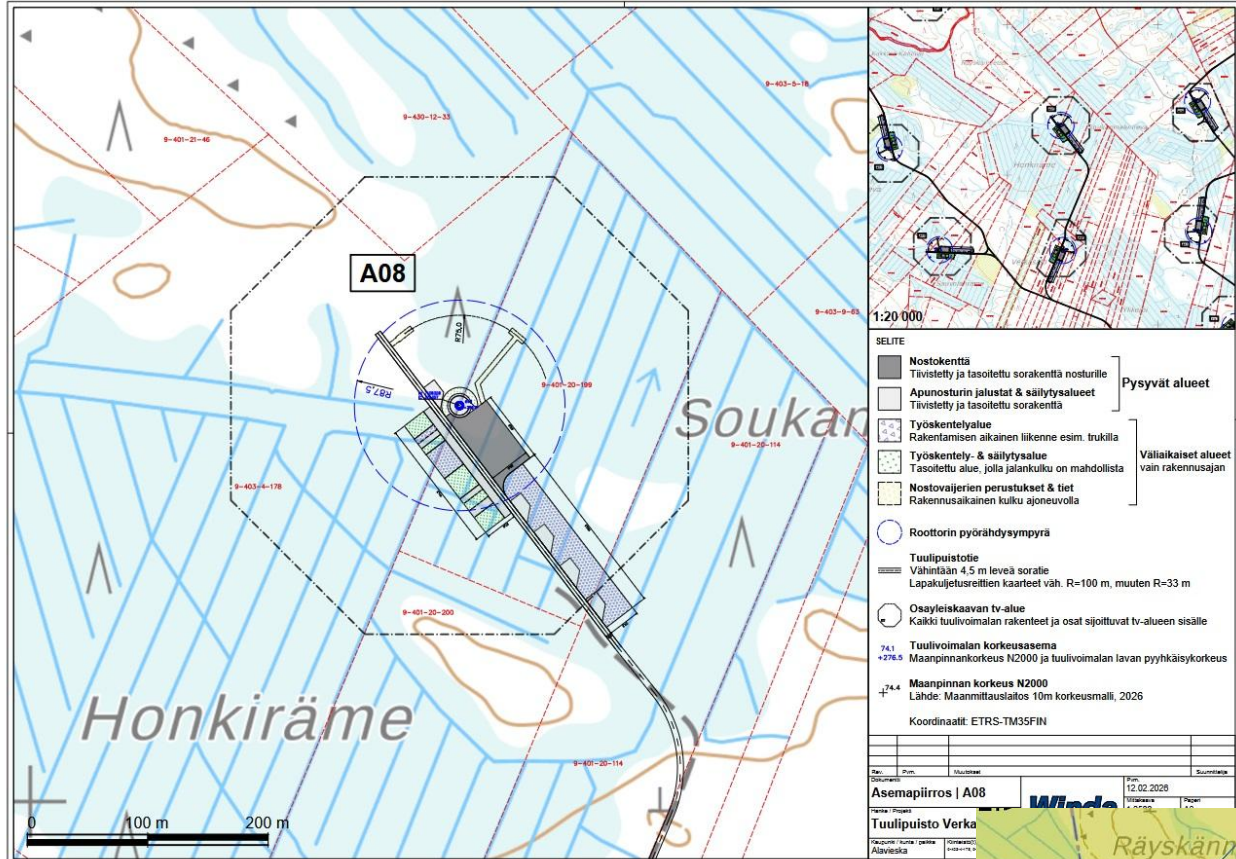 9-403-5-18
9-401-21-46
9-430-12-33
A08
R75,0
R87,5
9-403-9-63
9-401-20-199
Soukan
9-401-20-114
9-403-4-178
9-401-20-200
Honkiräme
9-401-20-114
0 100 m 200 m
1:20 000
SELITE
Nostokenttä
Tiivistetty ja tasoitettu sorakenttä nosturille
Apunosturin jalustat & säilytysalueet
Tiivistetty ja tasoitettu sorakenttä
Pysyvät alueet
Työskentelyalue
Rakentamisen aikainen liikenne esim. trukilla
Työskentely- & säilytysalue
Tasoitettu alue, jolla jalankulku on mahdollista
Nostovaijerien perustukset & tiet
Rakennusaikainen kulku ajoneuvolla
Väliaikaiset alueet
vain rakennusajan
Roottorin pyörähdysympyrä
Tuulipuistotie
Vähintään 4,5 m leveä soratie
Lapakuljetusreittien kaarteet väh. R=100 m, muuten R=33 m
Osayleiskaavan tv-alue
Kaikki tuulivoimalan rakenteet ja osat sijoittuvat tv-alueen sisälle
74.1
+276.5
Tuulivoimalan korkeusasema
Maanpinnankorkeus N2000 ja tuulivoimalan lavan pyyhkäisykorkeus
74.4
Maanpinnan korkeus N2000
Lähde: Maanmittauslaitos 10m korkeusmalli, 2026
Koordinaatit: ETRS-TM35FIN
Rev. Pvm. Muutokset Suunnittelija
Dokumentti
Asemapiirros | A08
Pvm.
12.02.2026
Mittakaava Paperi
Hanke / Projekti
Tuulipuisto Verka
Winda
Kaupunki / kunta / paikka
Alavieska
Räyskänn